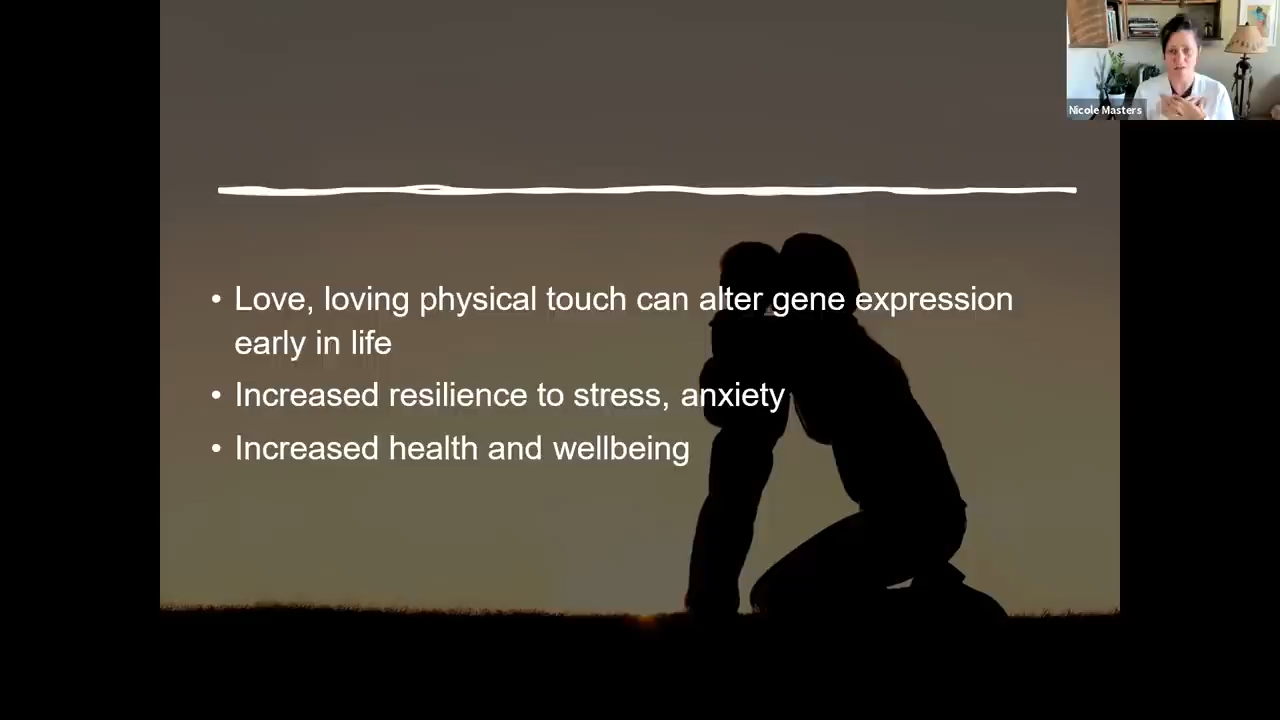 Nicole Masters
• Love, loving physical touch can alter gene expression
early in life
• Increased resilience to stress, anxiety
• Increased health and wellbeing